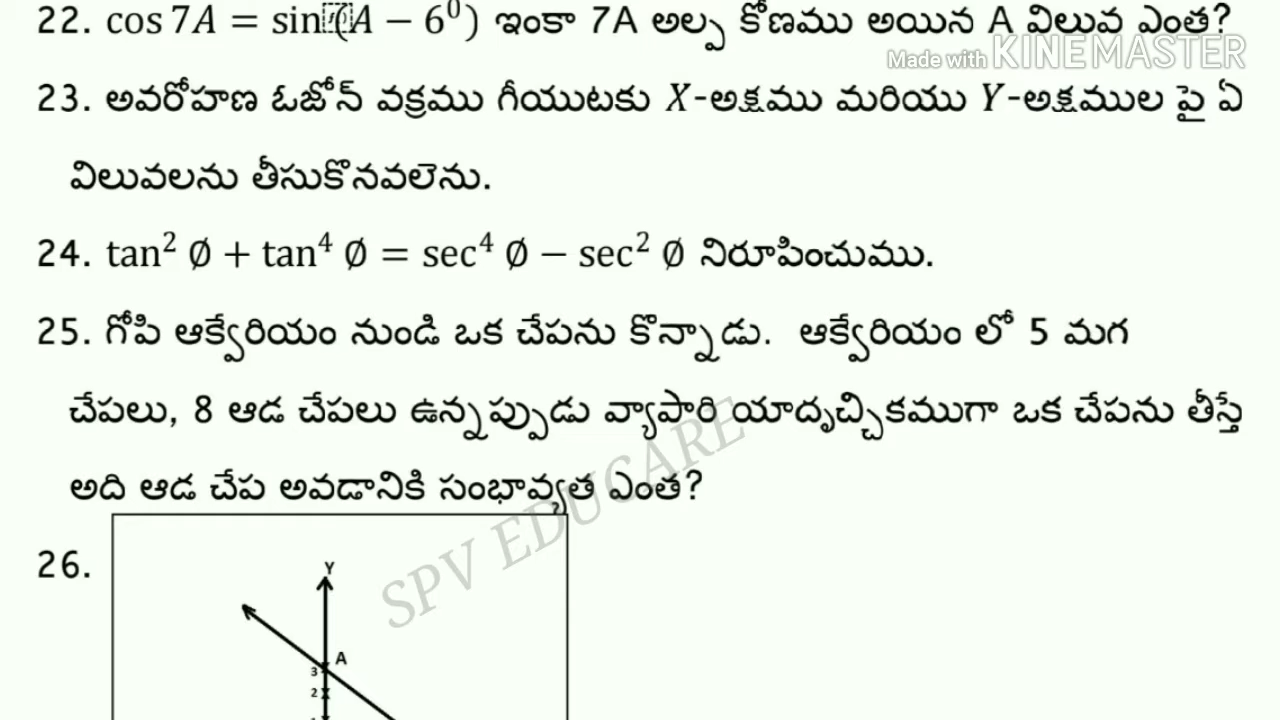 22. cos 7A = sin(A − 6⁰) ఇంకా 7A అల్ప కోణము అయిన A విలువ ఎంత?
Made with KINEMASTER
23. అవరోహణ ఓజోన్ వక్రము గీయుటకు X-అక్షము మరియు Y-అక్షముల పై ఏ
విలువలను తీసుకొనవలెను.
24. tan² ∅ + tan⁴ ∅ = sec⁴ ∅ − sec² ∅ నిరూపించుము.
25. గోపి ఆక్వేరియం నుండి ఒక చేపను కొన్నాడు. ఆక్వేరియం లో 5 మగ
చేపలు, 8 ఆడ చేపలు ఉన్నప్పుడు వ్యాపారి యాదృచ్చికముగా ఒక చేపను తీస్తే
అది ఆడ చేప అవడానికి సంభావ్యత ఎంత?
SPV EDUCARE
26.
Y
A
3
2